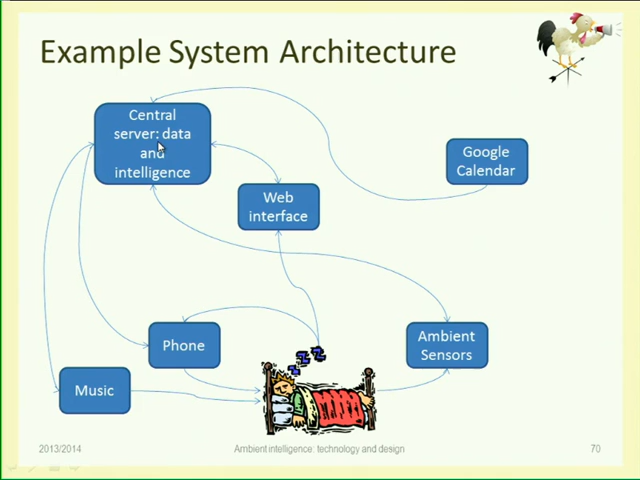 Example System Architecture
Central
server: data
and
intelligence
Google
Calendar
Web
interface
Phone
Ambient
Sensors
Music
2013/2014
Ambient intelligence: technology and design
70